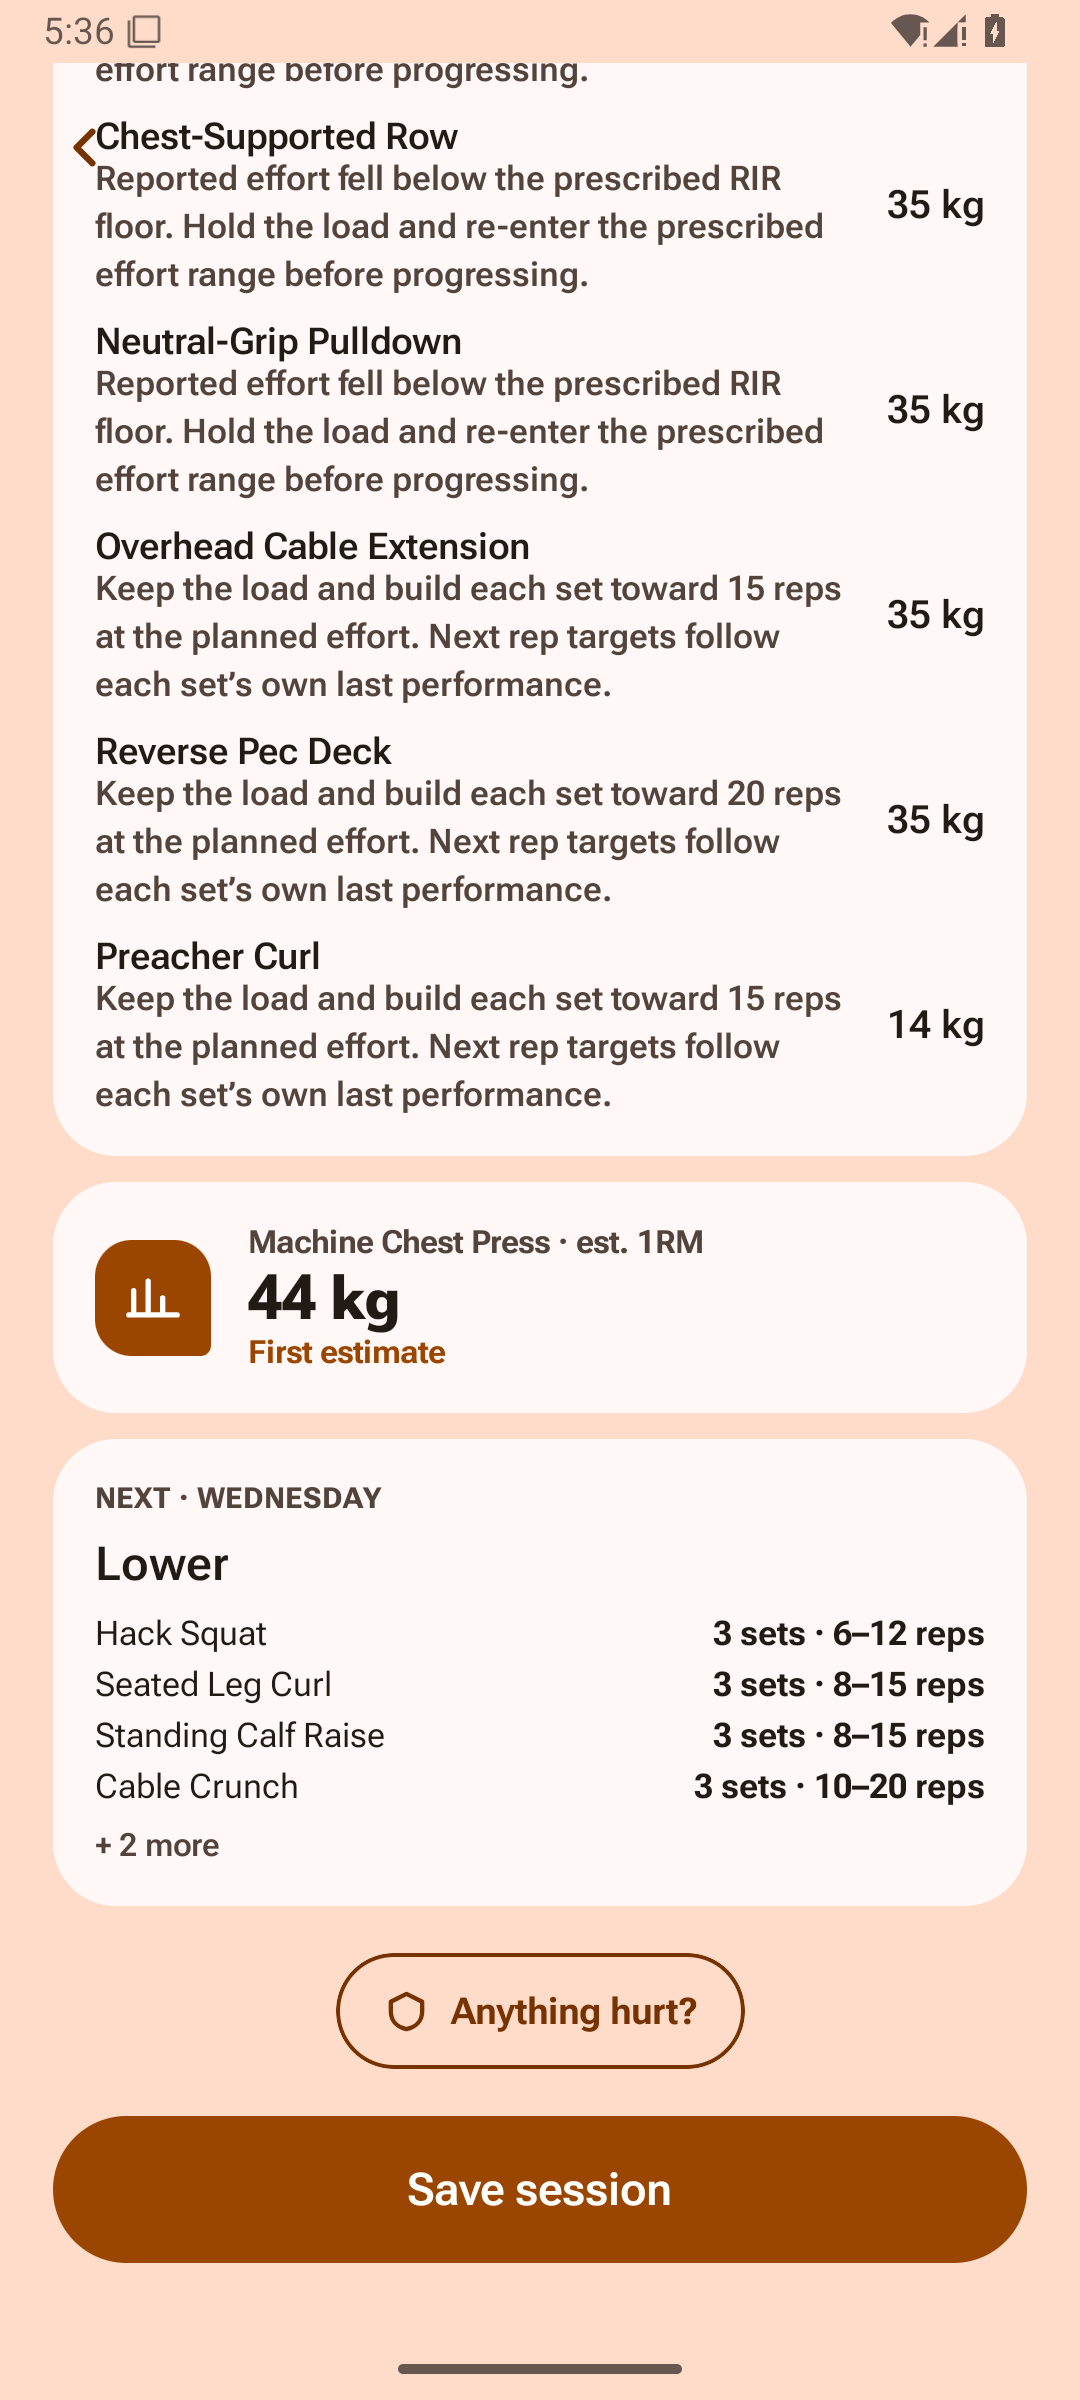 5:36
effort range before progressing.
Chest-Supported Row
Reported effort fell below the prescribed RIR
floor. Hold the load and re-enter the prescribed
effort range before progressing.
35 kg
Neutral-Grip Pulldown
Reported effort fell below the prescribed RIR
floor. Hold the load and re-enter the prescribed
effort range before progressing.
35 kg
Overhead Cable Extension
Keep the load and build each set toward 15 reps
at the planned effort. Next rep targets follow
each set’s own last performance.
35 kg
Reverse Pec Deck
Keep the load and build each set toward 20 reps
at the planned effort. Next rep targets follow
each set’s own last performance.
35 kg
Preacher Curl
Keep the load and build each set toward 15 reps
at the planned effort. Next rep targets follow
each set’s own last performance.
14 kg
Machine Chest Press · est. 1RM
44 kg
First estimate
NEXT · WEDNESDAY
Lower
Hack Squat 3 sets · 6–12 reps
Seated Leg Curl 3 sets · 8–15 reps
Standing Calf Raise 3 sets · 8–15 reps
Cable Crunch 3 sets · 10–20 reps
+ 2 more
Anything hurt?
Save session